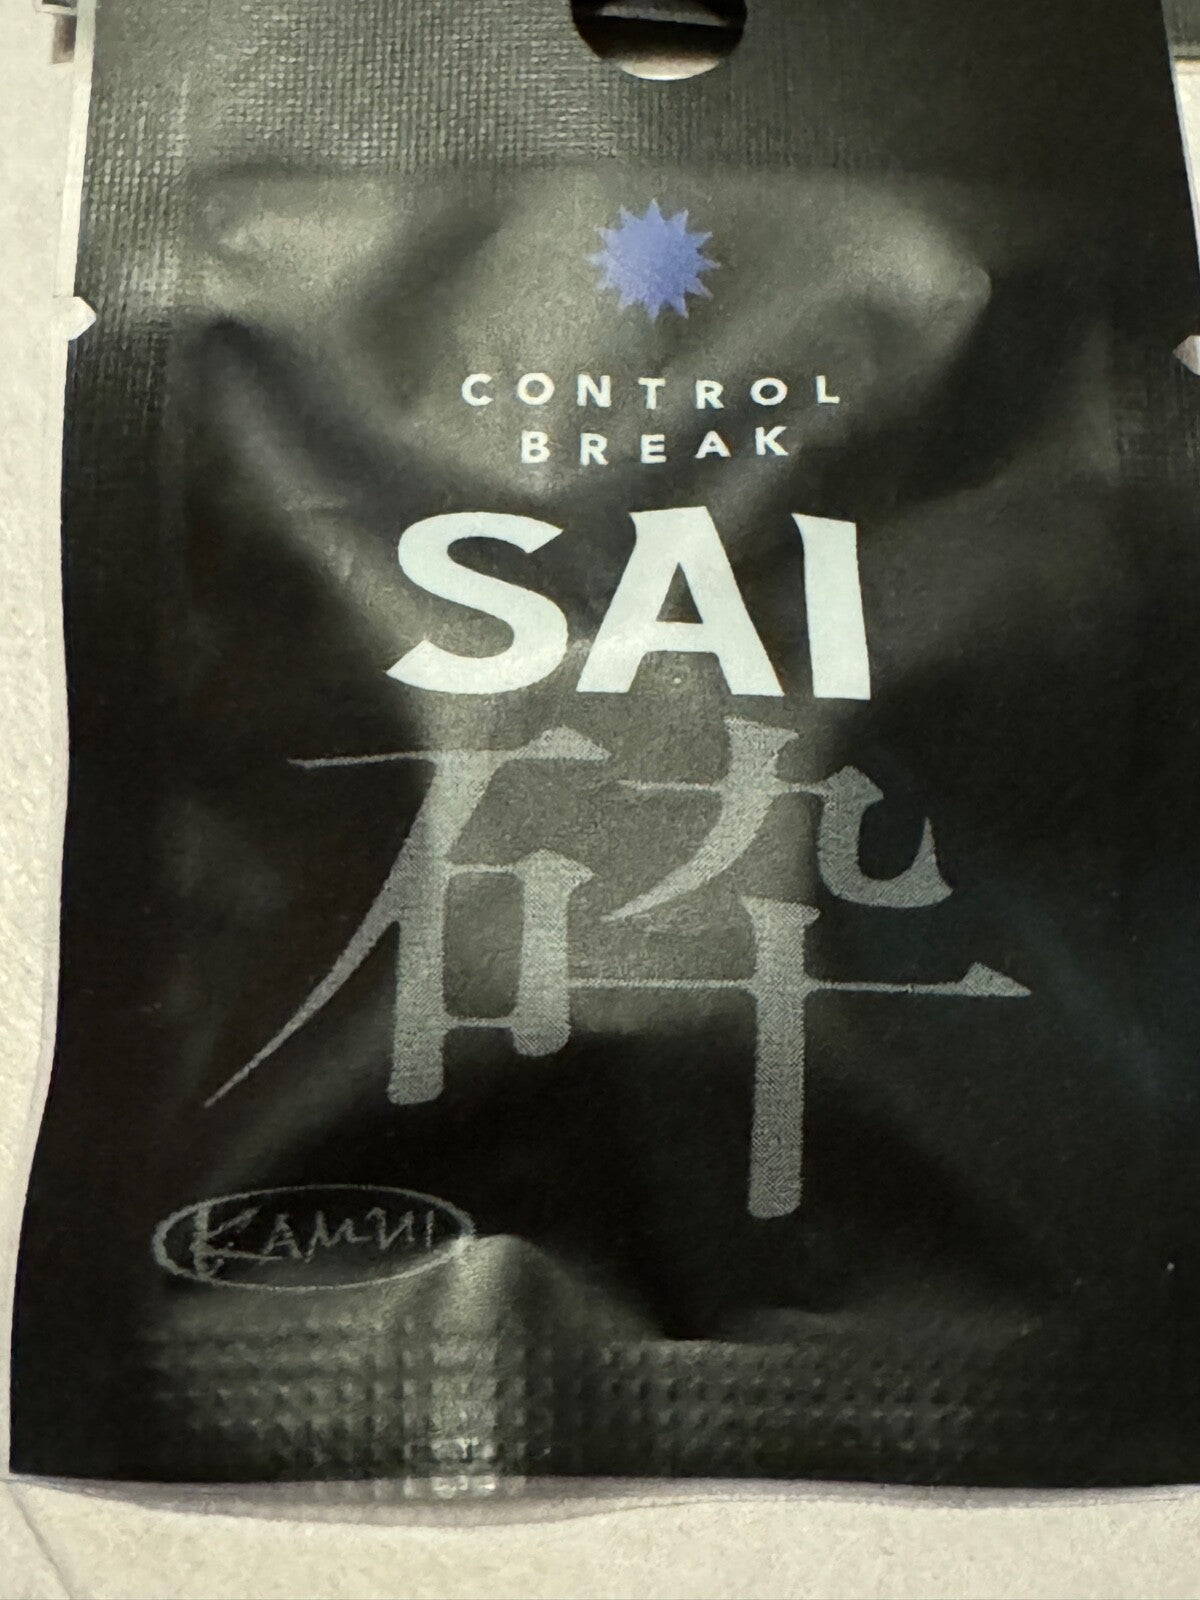 CONTROL
BREAK
SAI
砕
KAMUI